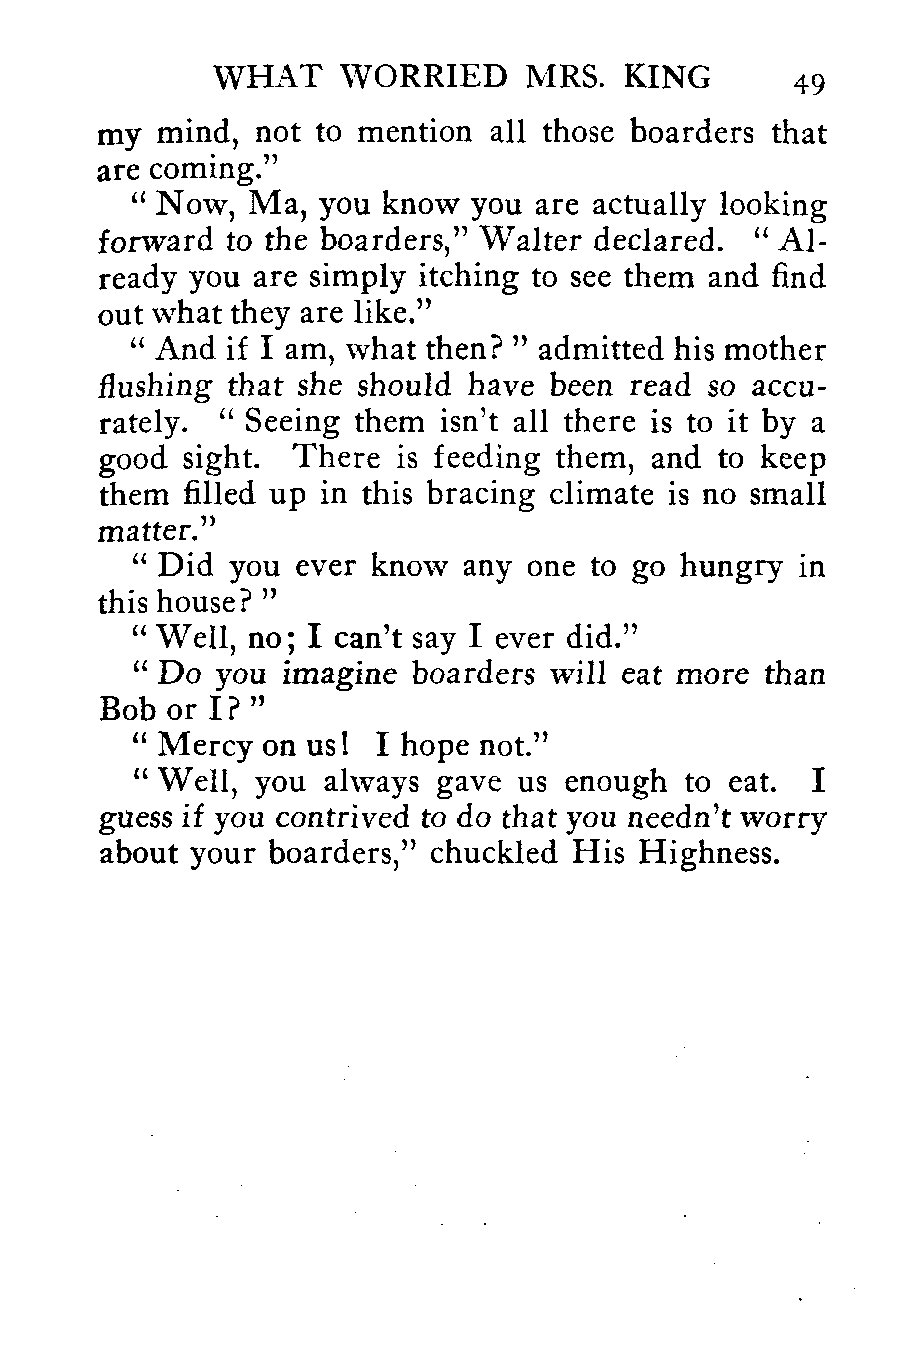 WHAT WORRIED MRS. KING 49
my mind, not to mention all those boarders that
are coming.”
“ Now, Ma, you know you are actually looking
forward to the boarders,” Walter declared. “ Al-
ready you are simply itching to see them and find
out what they are like.”
“ And if I am, what then? ” admitted his mother
flushing that she should have been read so accu-
rately. “ Seeing them isn’t all there is to it by a
good sight. There is feeding them, and to keep
them filled up in this bracing climate is no small
matter.”
“ Did you ever know any one to go hungry in
this house? ”
“ Well, no; I can’t say I ever did.”
“ Do you imagine boarders will eat more than
Bob or I? ”
“ Mercy on us! I hope not.”
“ Well, you always gave us enough to eat. I
guess if you contrived to do that you needn’t worry
about your boarders,” chuckled His Highness.